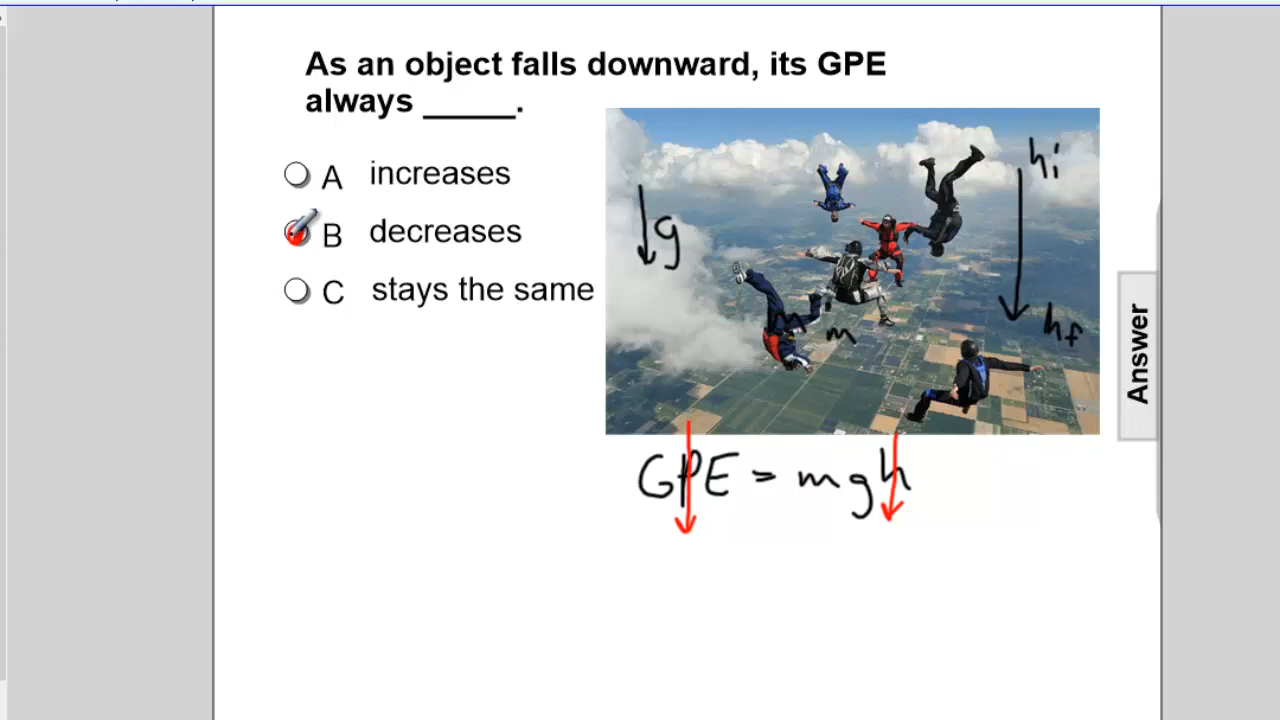 As an object falls downward, its GPE
always _____.
A increases
B decreases
C stays the same
hi
g
m
m
hf
Answer
GPE = mgh